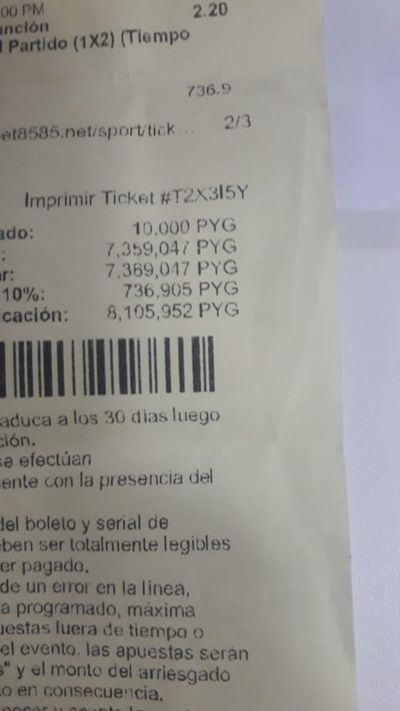 :00 PM 2.20
unción
l Partido (1X2) (Tiempo
736.9
et8585.net/sport/tick... 2/3
Imprimir Ticket #T2X3I5Y
ado: 10,000 PYG
: 7,359,047 PYG
ar: 7,369,047 PYG
10%: 736,905 PYG
cación: 8,105,952 PYG
aduca a los 30 dias luego
ción.
se efectúan
ente con la presencia del
del boleto y serial de
eben ser totalmente legibles
er pagado.
de un error en la línea,
a programado, máxima
uestas fuera de tiempo o
el evento, las apuestas serán
s" y el monto del arriesgado
o en consecuencia.